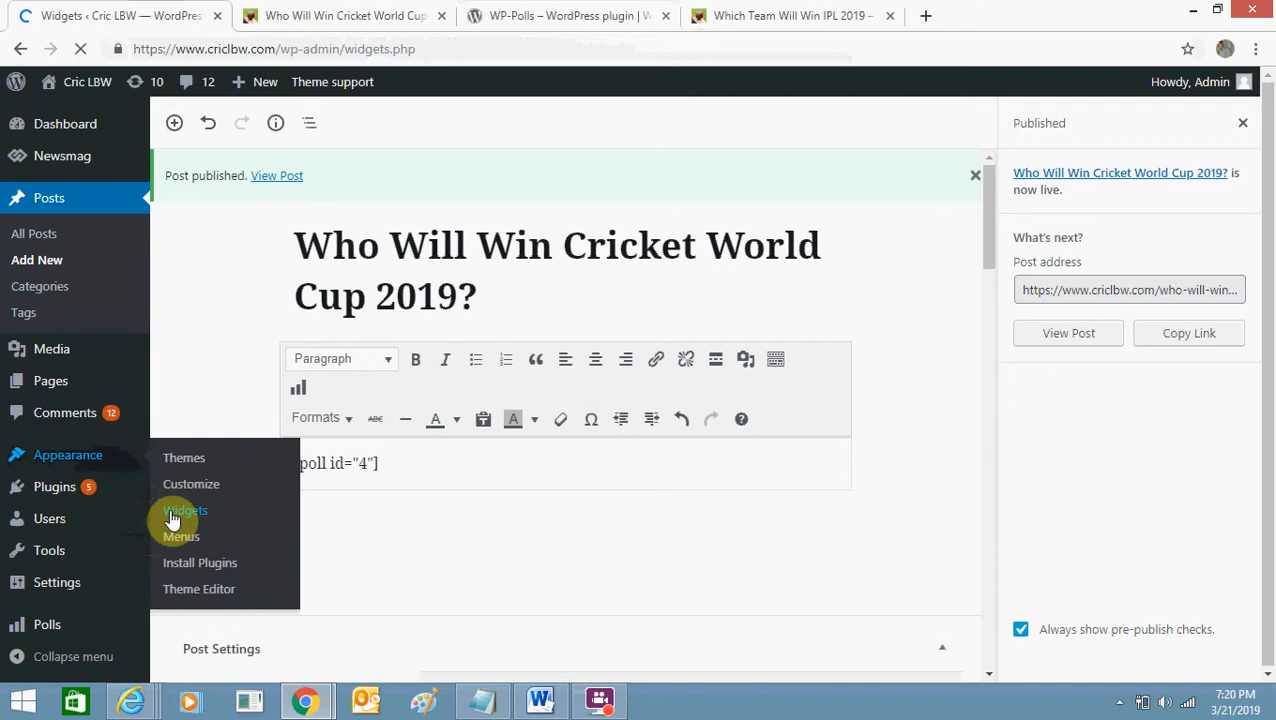 Widgets ‹ Cric LBW — WordPress
Who Will Win Cricket World Cup
WP-Polls – WordPress plugin | W
Which Team Will Win IPL 2019 –
https://www.criclbw.com/wp-admin/widgets.php
Cric LBW
10
12
New
Theme support
Howdy, Admin
Dashboard
Newsmag
Posts
All Posts
Add New
Categories
Tags
Media
Pages
Comments 12
Appearance
Plugins 5
Users
Tools
Settings
Polls
Collapse menu
Themes
Customize
Widgets
Menus
Install Plugins
Theme Editor
Post published. View Post
Who Will Win Cricket World
Cup 2019?
Paragraph
B I
Formats ABC A A
poll id="4"]
Post Settings
Published
Who Will Win Cricket World Cup 2019? is
now live.
What's next?
Post address
https://www.criclbw.com/who-will-win...
View Post
Copy Link
Always show pre-publish checks.
7:20 PM
3/21/2019